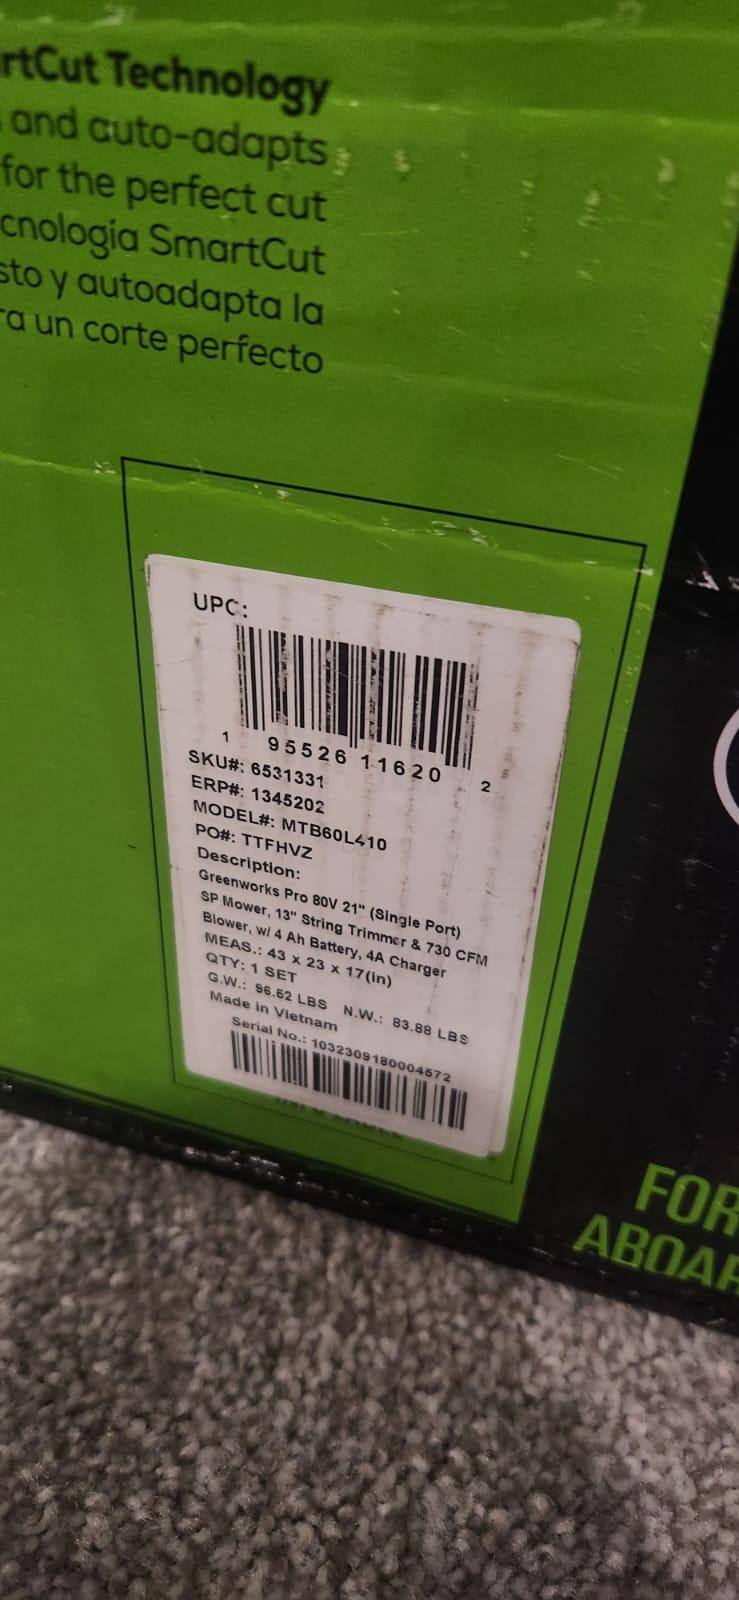 rtCut Technology
and auto-adapts
for the perfect cut
cnología SmartCut
sto y autoadapta la
ra un corte perfecto
UPC:
1 95526 11620 2
SKU#: 6531331
ERP#: 1345202
MODEL#: MTB60L410
PO#: TTFHVZ
Description:
Greenworks Pro 80V 21" (Single Port)
SP Mower, 13" String Trimmer & 730 CFM
Blower, w/ 4 Ah Battery, 4A Charger
MEAS.: 43 x 23 x 17(in)
QTY: 1 SET
G.W.: 96.52 LBS N.W.: 83.88 LBS
Made in Vietnam
Serial No.: 1032309180004572
FOR
ABOAR